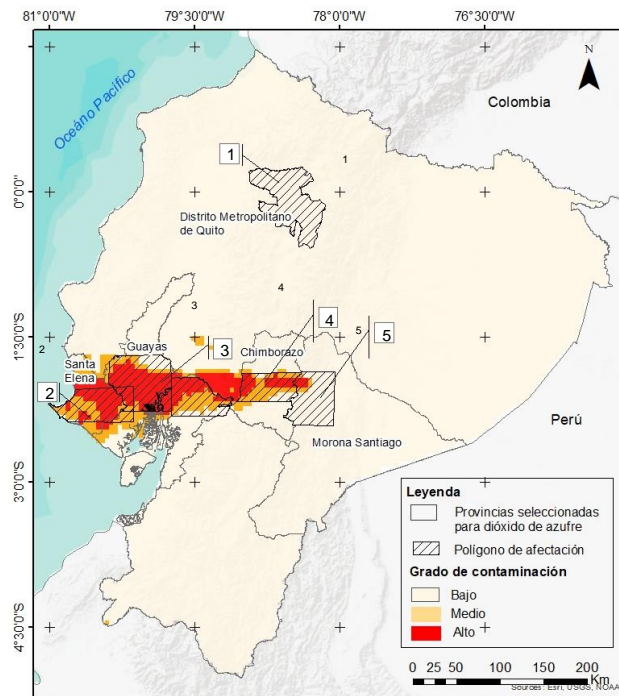 81°0'0"O 79°30'0"O 78°0'0"O 76°30'0"O
N
Océano Pacífico
Colombia
1
1
0°0'0"
Distrito Metropolitano
de Quito
3
4
4
5
5
1°30'0"S
2
Guayas
3
Chimborazo
Santa
Elena
2
Perú
Morona Santiago
3°0'0"S
4°30'0"S
Leyenda
Provincias seleccionadas
para dióxido de azufre
Polígono de afectación
Grado de contaminación
Bajo
Medio
Alto
0 25 50 100 150 200
Km
Sources: Esri, USGS, NOAA